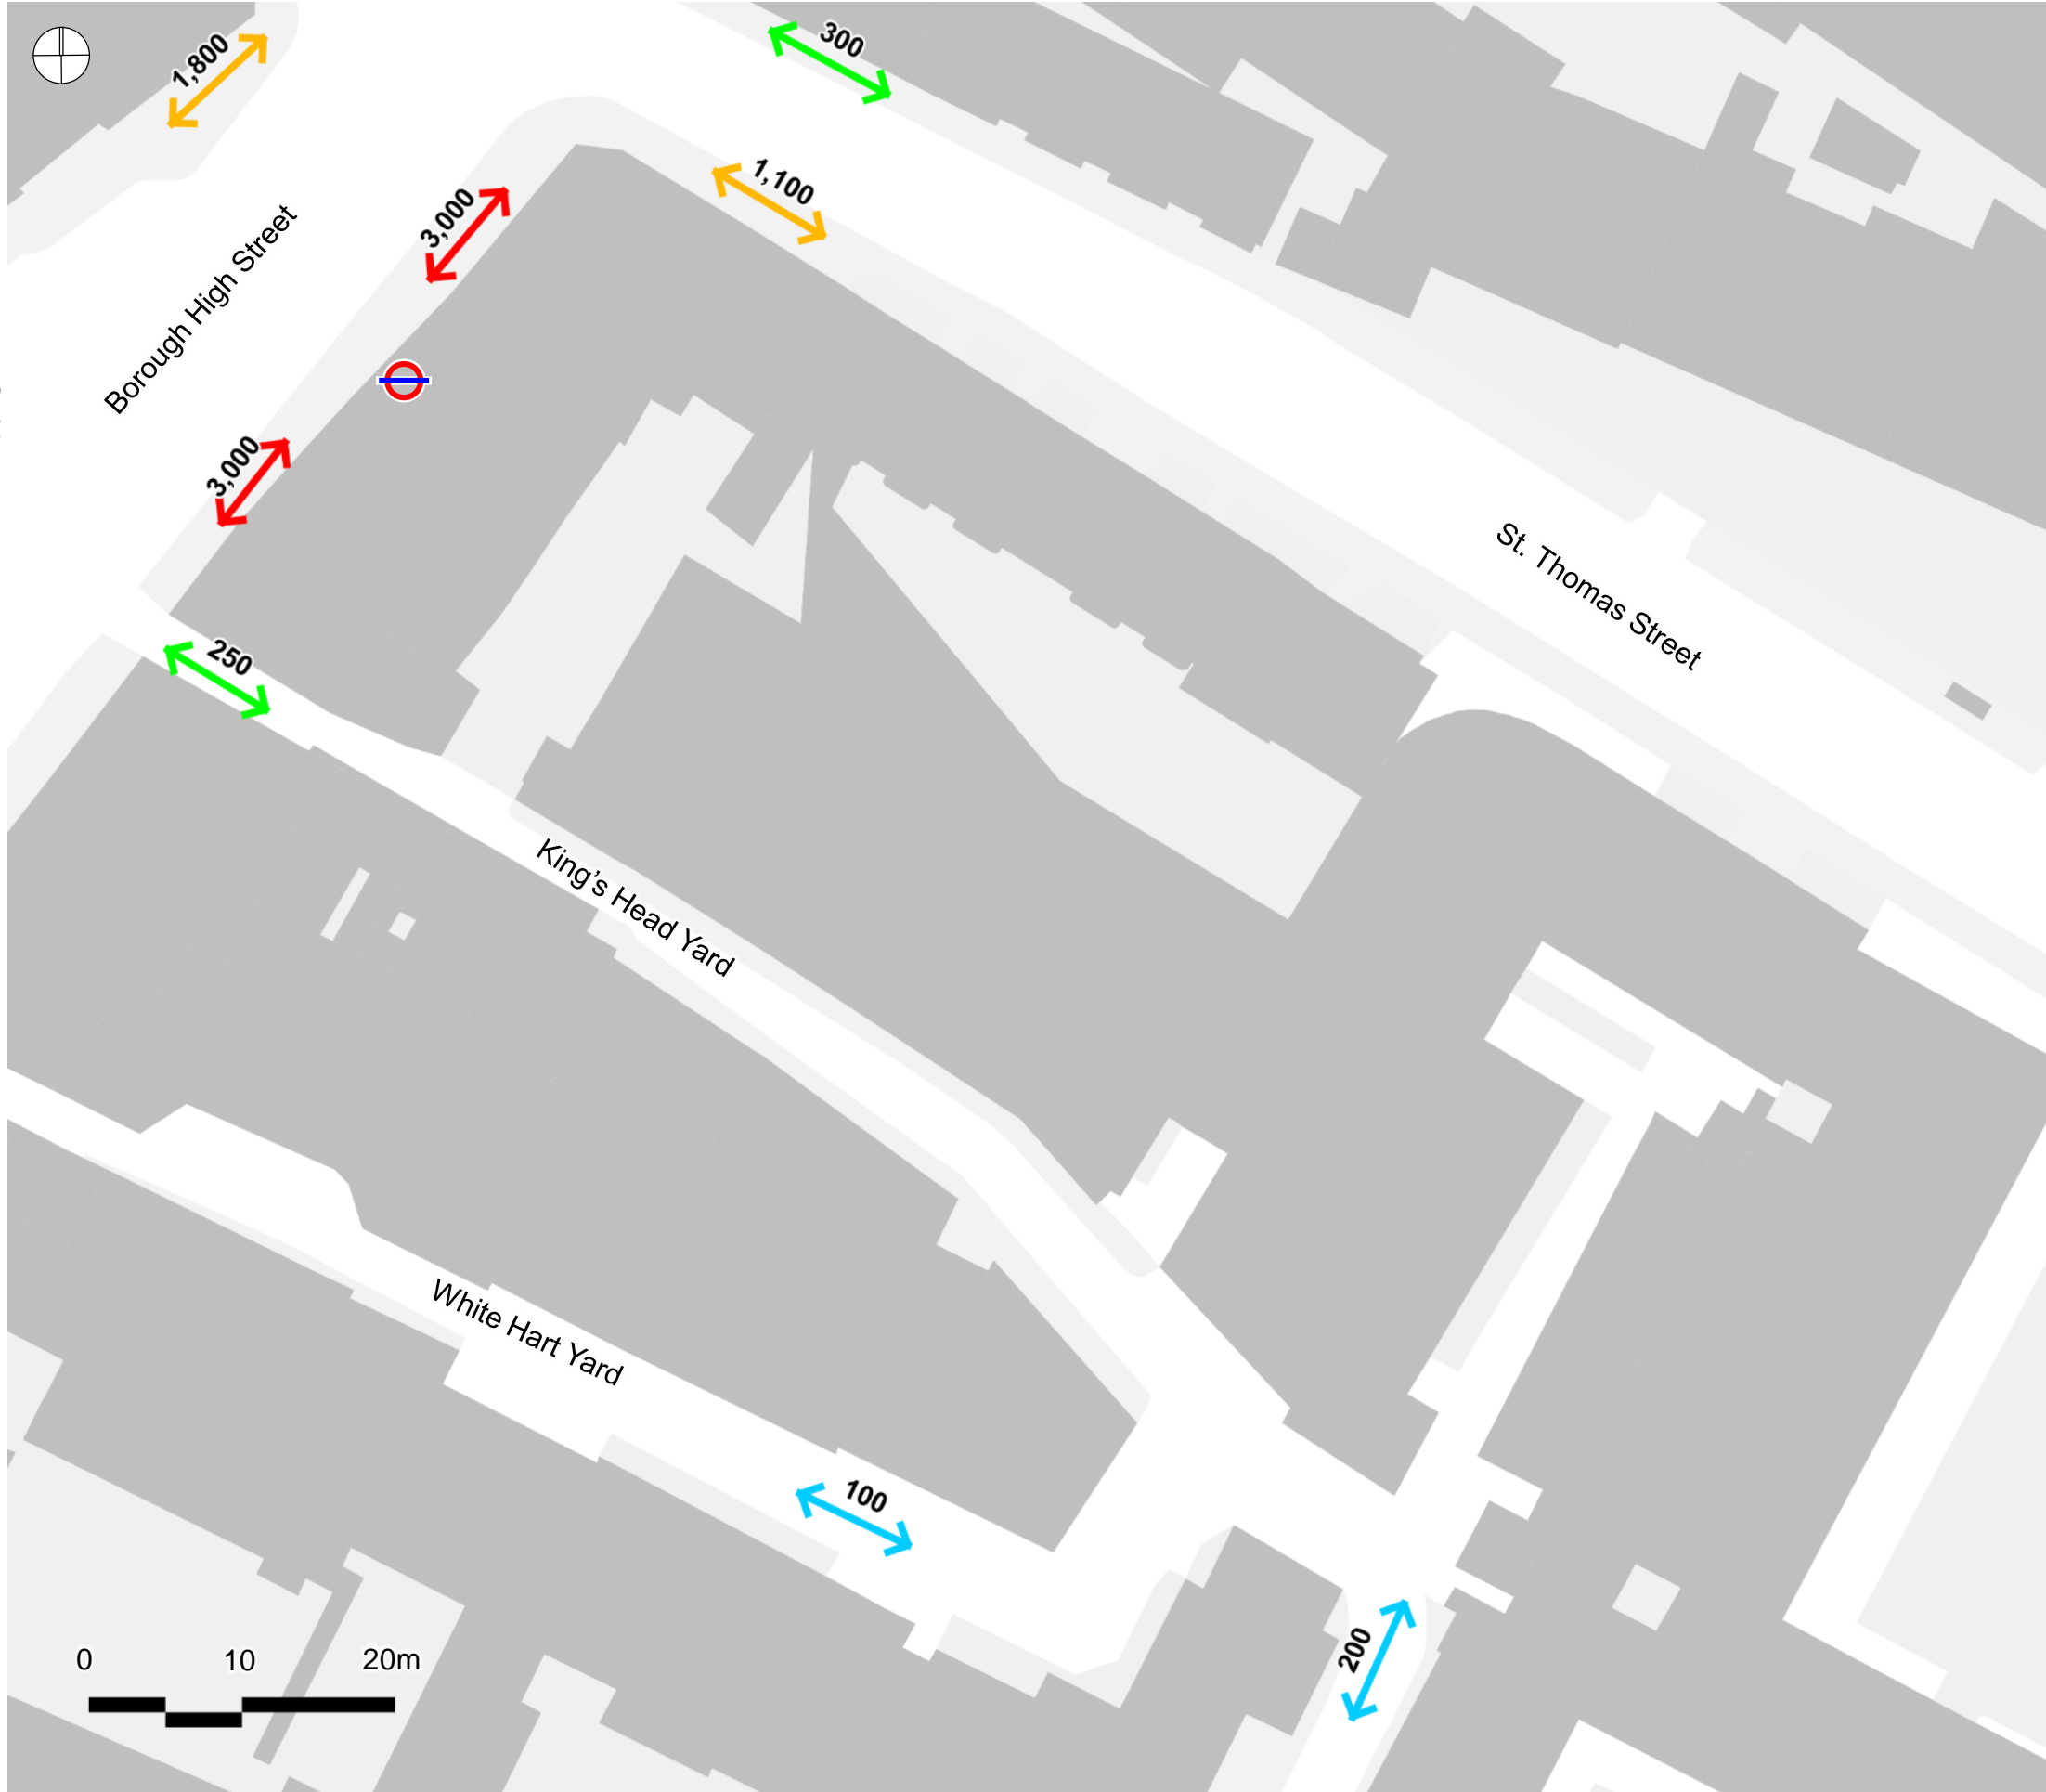 1,800
300
1,100
3,000
Borough High Street
3,000
St. Thomas Street
250
King's Head Yard
White Hart Yard
100
200
0 10 20m